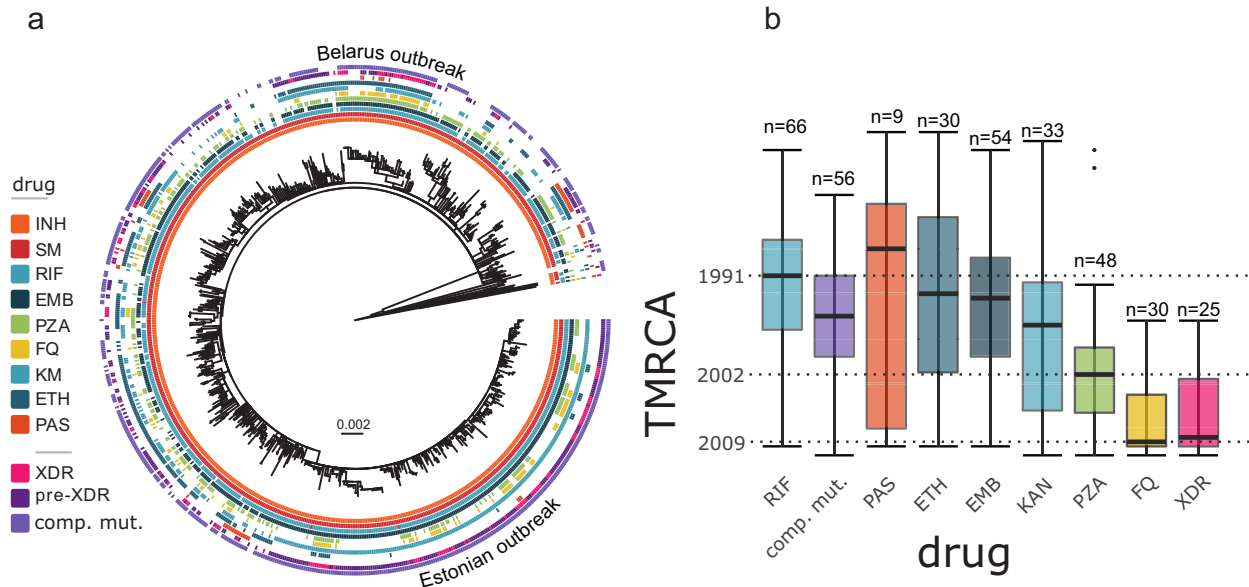 a
Belarus outbreak
Estonian outbreak
0.002
drug
INH
SM
RIF
EMB
PZA
FQ
KM
ETH
PAS
XDR
pre-XDR
comp. mut.
b
n=66
n=56
n=9
n=30
n=54
n=33
n=48
n=30
n=25
TMRCA
1991
2002
2009
RIF
comp. mut.
PAS
ETH
EMB
KAN
PZA
FQ
XDR
drug